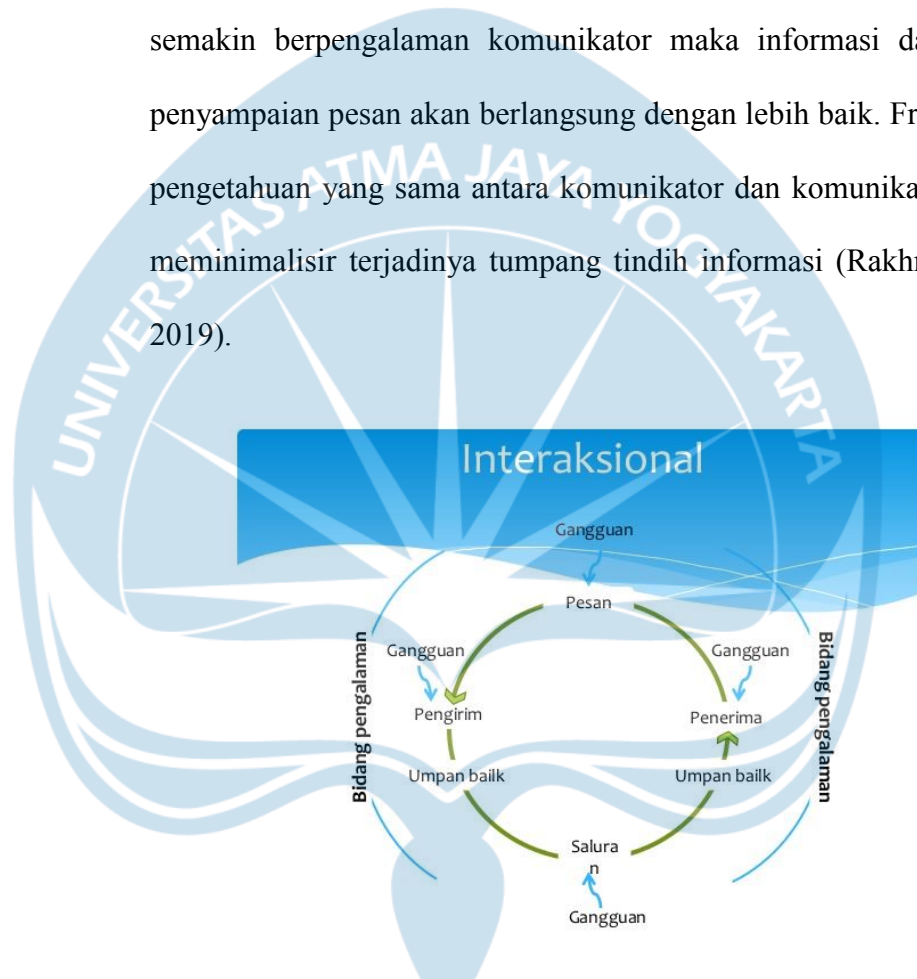 semakin berpengalaman komunikator maka informasi da
penyampaian pesan akan berlangsung dengan lebih baik. Fr
pengetahuan yang sama antara komunikator dan komunika
meminimalisir terjadinya tumpang tindih informasi (Rakh
2019).
UNIVERSITAS ATMA JAYA YOGYAKARTA
Interaksional
Gangguan
Pesan
Gangguan
Gangguan
Bidang pengalaman
Bidang pengalaman
Pengirim
Penerima
Umpan bailk
Umpan bailk
Salura
n
Gangguan